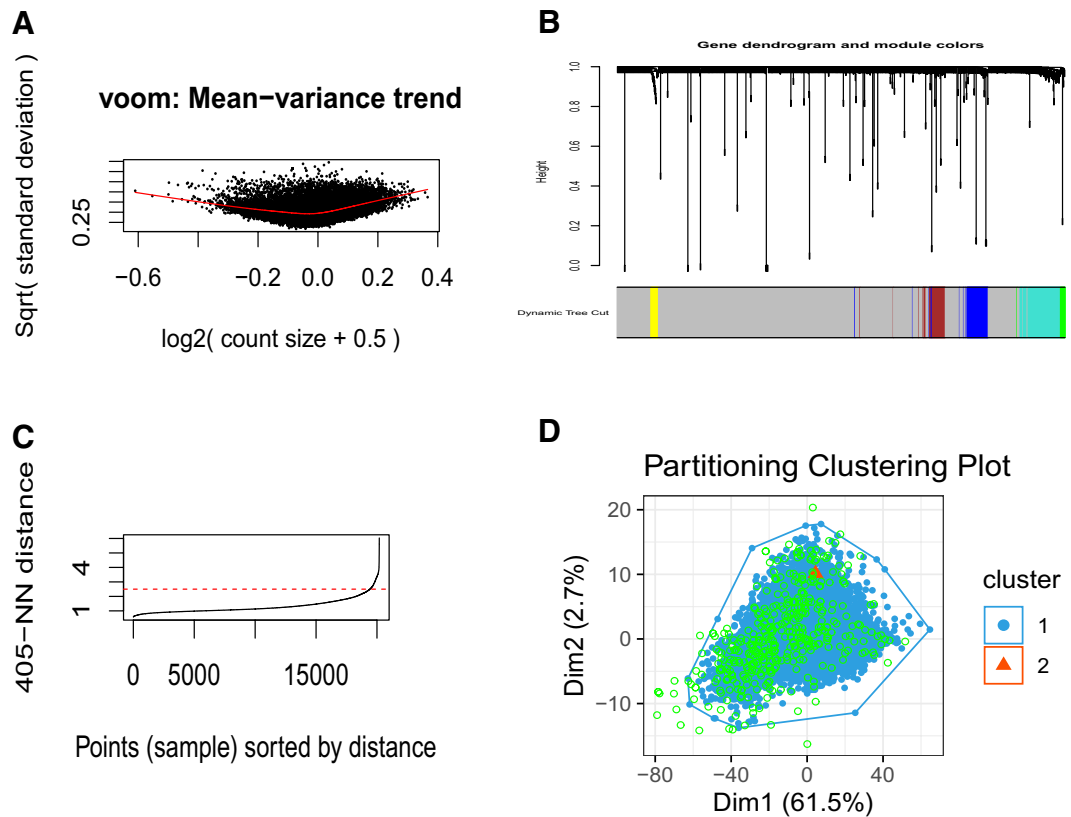 A
voom: Mean−variance trend
Sqrt( standard deviation )
0.25
−0.6 −0.2 0.0 0.2 0.4
log2( count size + 0.5 )
B
Gene dendrogram and module colors
Height
1.0
0.8
0.6
0.4
0.2
0.0
Dynamic Tree Cut
C
405−NN distance
4
1
0 5000 15000
Points (sample) sorted by distance
D
Partitioning Clustering Plot
Dim2 (2.7%)
20
10
0
−10
−80 −40 0 40
Dim1 (61.5%)
cluster
1
2